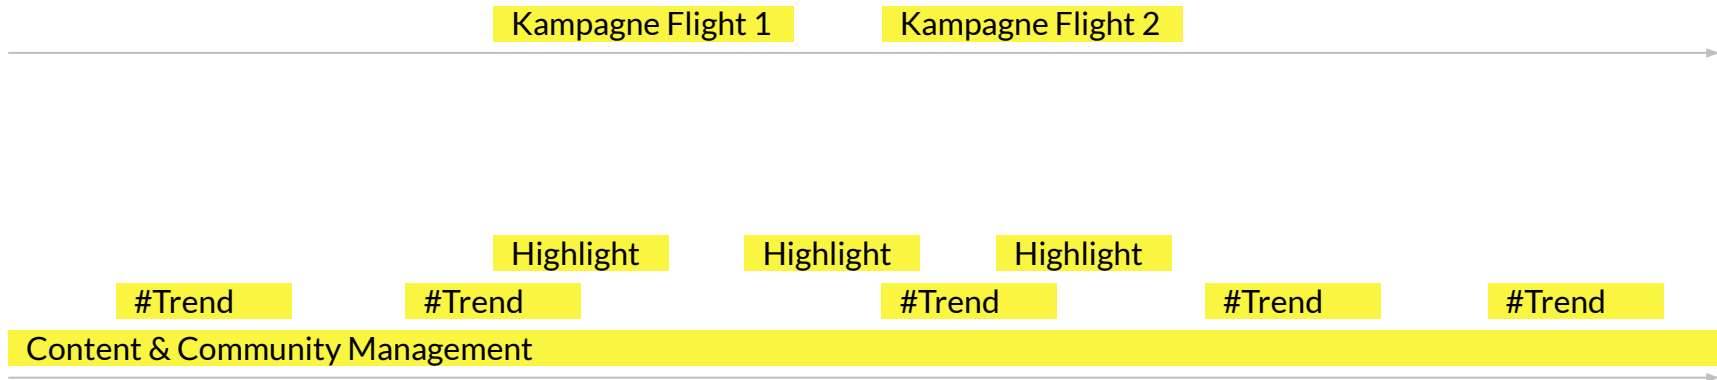 Kampagne Flight 1 Kampagne Flight 2
Highlight Highlight Highlight
#Trend #Trend #Trend #Trend #Trend
Content & Community Management